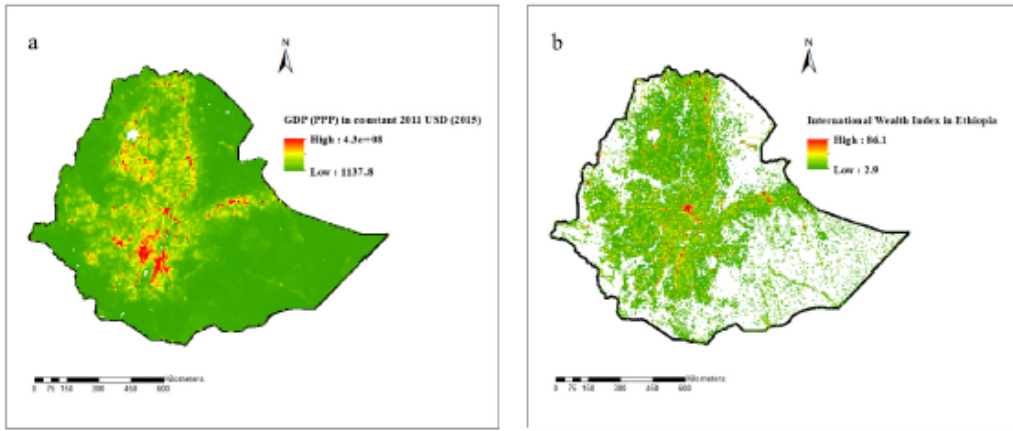 a
N
GDP (PPP) in constant 2011 USD (2015)
High : 4.3e+08
Low : 1137.8
Kilometers
0 75 150 300 450 600
b
N
International Wealth Index in Ethiopia
High : 86.1
Low : 2.9
Kilometers
0 75 150 300 450 600